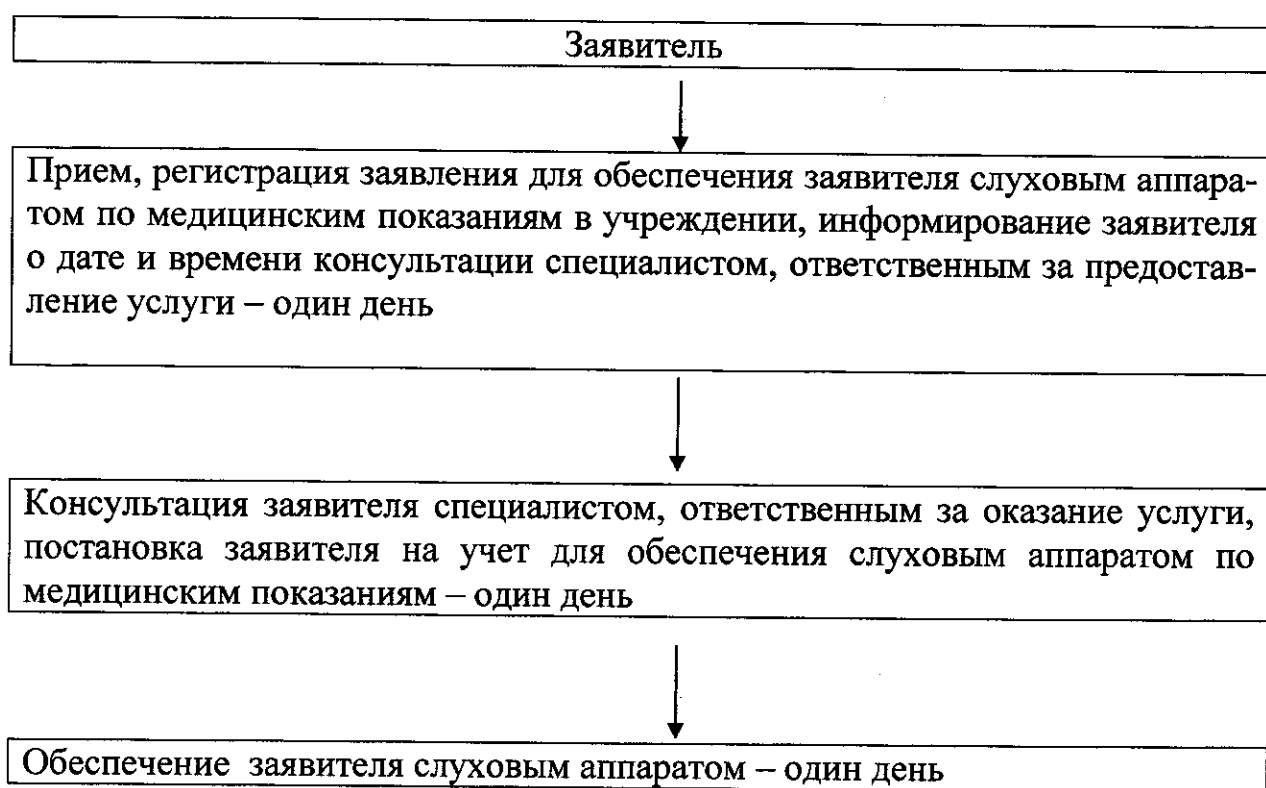 Заявитель
Прием, регистрация заявления для обеспечения заявителя слуховым аппара-
том по медицинским показаниям в учреждении, информирование заявителя
о дате и времени консультации специалистом, ответственным за предостав-
ление услуги – один день
Консультация заявителя специалистом, ответственным за оказание услуги,
постановка заявителя на учет для обеспечения слуховым аппаратом по
медицинским показаниям – один день
Обеспечение заявителя слуховым аппаратом – один день